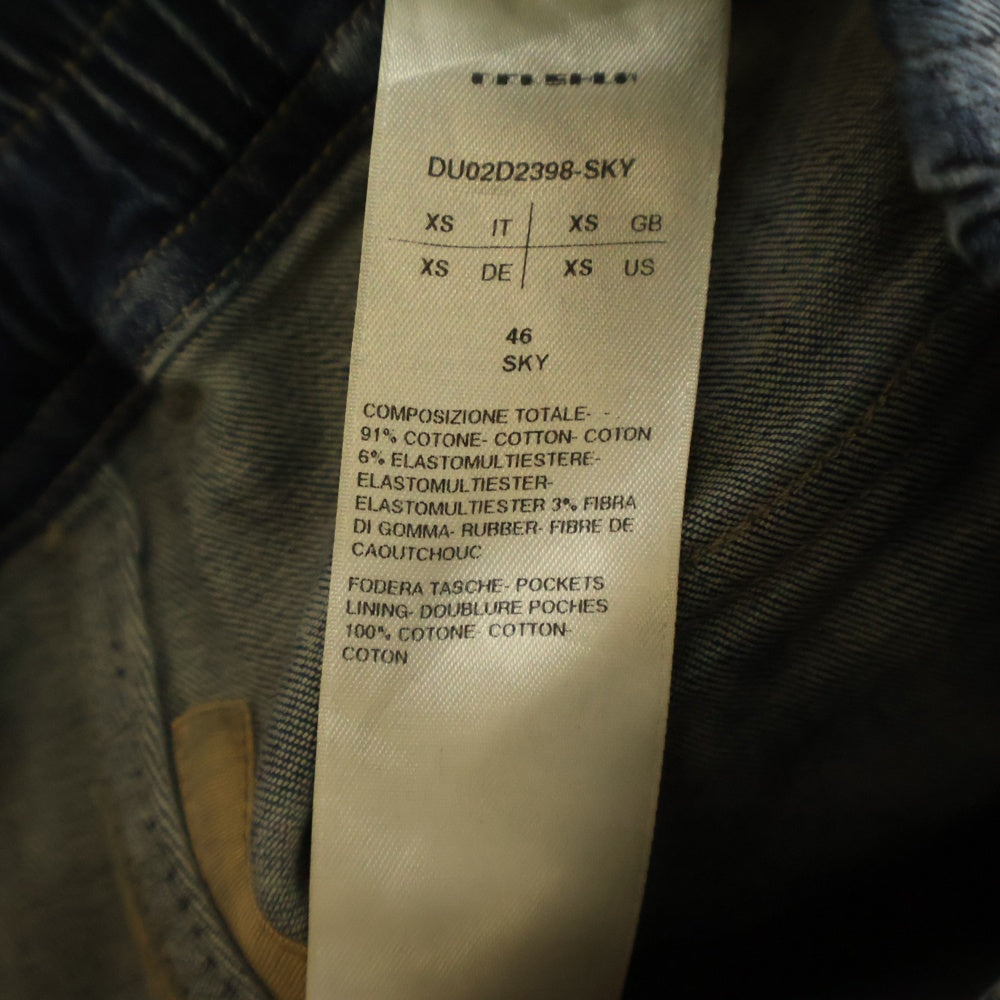 DU02D2398-SKY
XS IT XS GB
XS DE XS US
46
SKY
COMPOSIZIONE TOTALE- -
91% COTONE- COTTON- COTON
6% ELASTOMULTIESTERE-
ELASTOMULTIESTER-
ELASTOMULTIESTER 3% FIBRA
DI GOMMA- RUBBER- FIBRE DE
CAOUTCHOUC
FODERA TASCHE- POCKETS
LINING- DOUBLURE POCHES
100% COTONE- COTTON-
COTON